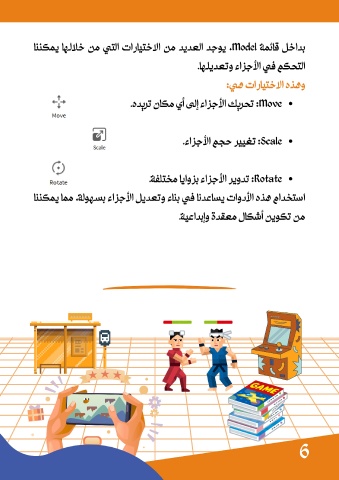 بداخل قائمة Model، يوجد العديد من الاختيارات التي من خلالها يمكننا
التحكم في الأجزاء وتعديلها.
وهذه الاختيارات هي:
• Move: تحريك الأجزاء إلى أي مكان تريده.
Move
• Scale: تغيير حجم الأجزاء.
Scale
• Rotate: تدوير الأجزاء بزوايا مختلفة.
Rotate
استخدام هذه الأدوات يساعدنا في بناء وتعديل الأجزاء بسهولة، مما يمكننا
من تكوين أشكال معقدة وإبداعية.
GAME
6